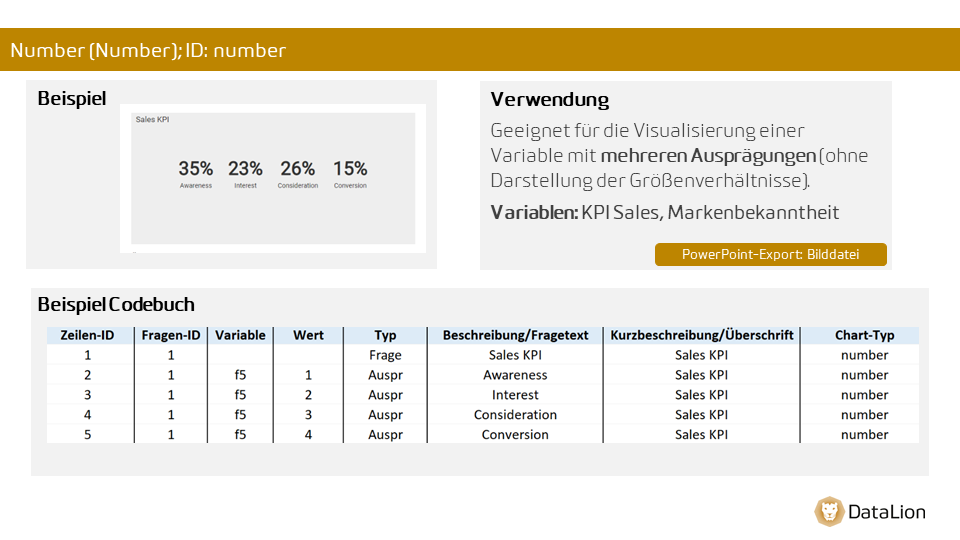 Number (Number); ID: number
Beispiel
Sales KPI
35% 23% 26% 15%
Awareness Interest Consideration Conversion
Verwendung
Geeignet für die Visualisierung einer
Variable mit mehreren Ausprägungen (ohne
Darstellung der Größenverhältnisse).
Variablen: KPI Sales, Markenbekanntheit
PowerPoint-Export: Bilddatei
Beispiel Codebuch
Zeilen-ID Fragen-ID Variable Wert Typ Beschreibung/Fragetext Kurzbeschreibung/Überschrift Chart-Typ
1 1 Frage Sales KPI Sales KPI number
2 1 f5 1 Auspr Awareness Sales KPI number
3 1 f5 2 Auspr Interest Sales KPI number
4 1 f5 3 Auspr Consideration Sales KPI number
5 1 f5 4 Auspr Conversion Sales KPI number
DataLion